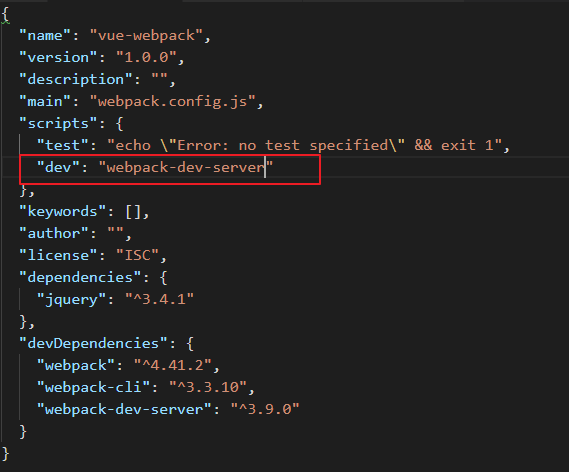 {
"name": "vue-webpack",
"version": "1.0.0",
"description": "",
"main": "webpack.config.js",
"scripts": {
"test": "echo \"Error: no test specified\" && exit 1",
"dev": "webpack-dev-server"
},
"keywords": [],
"author": "",
"license": "ISC",
"dependencies": {
"jquery": "^3.4.1"
},
"devDependencies": {
"webpack": "^4.41.2",
"webpack-cli": "^3.3.10",
"webpack-dev-server": "^3.9.0"
}
}